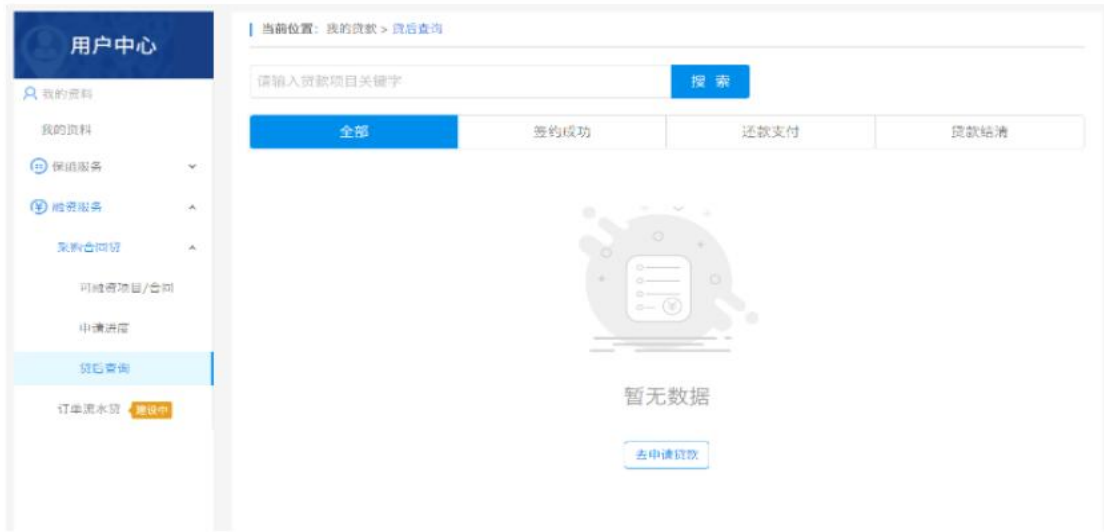 用户中心
当前位置：我的贷款 > 贷后查询
请输入贷款项目关键字
搜 索
我的资料
我的资料
保函服务
融资服务
采购合同贷
可融资项目/合同
申请进度
贷后查询
订单流水贷 建设中
全部
签约成功
还款支付
贷款结清
暂无数据
去申请贷款